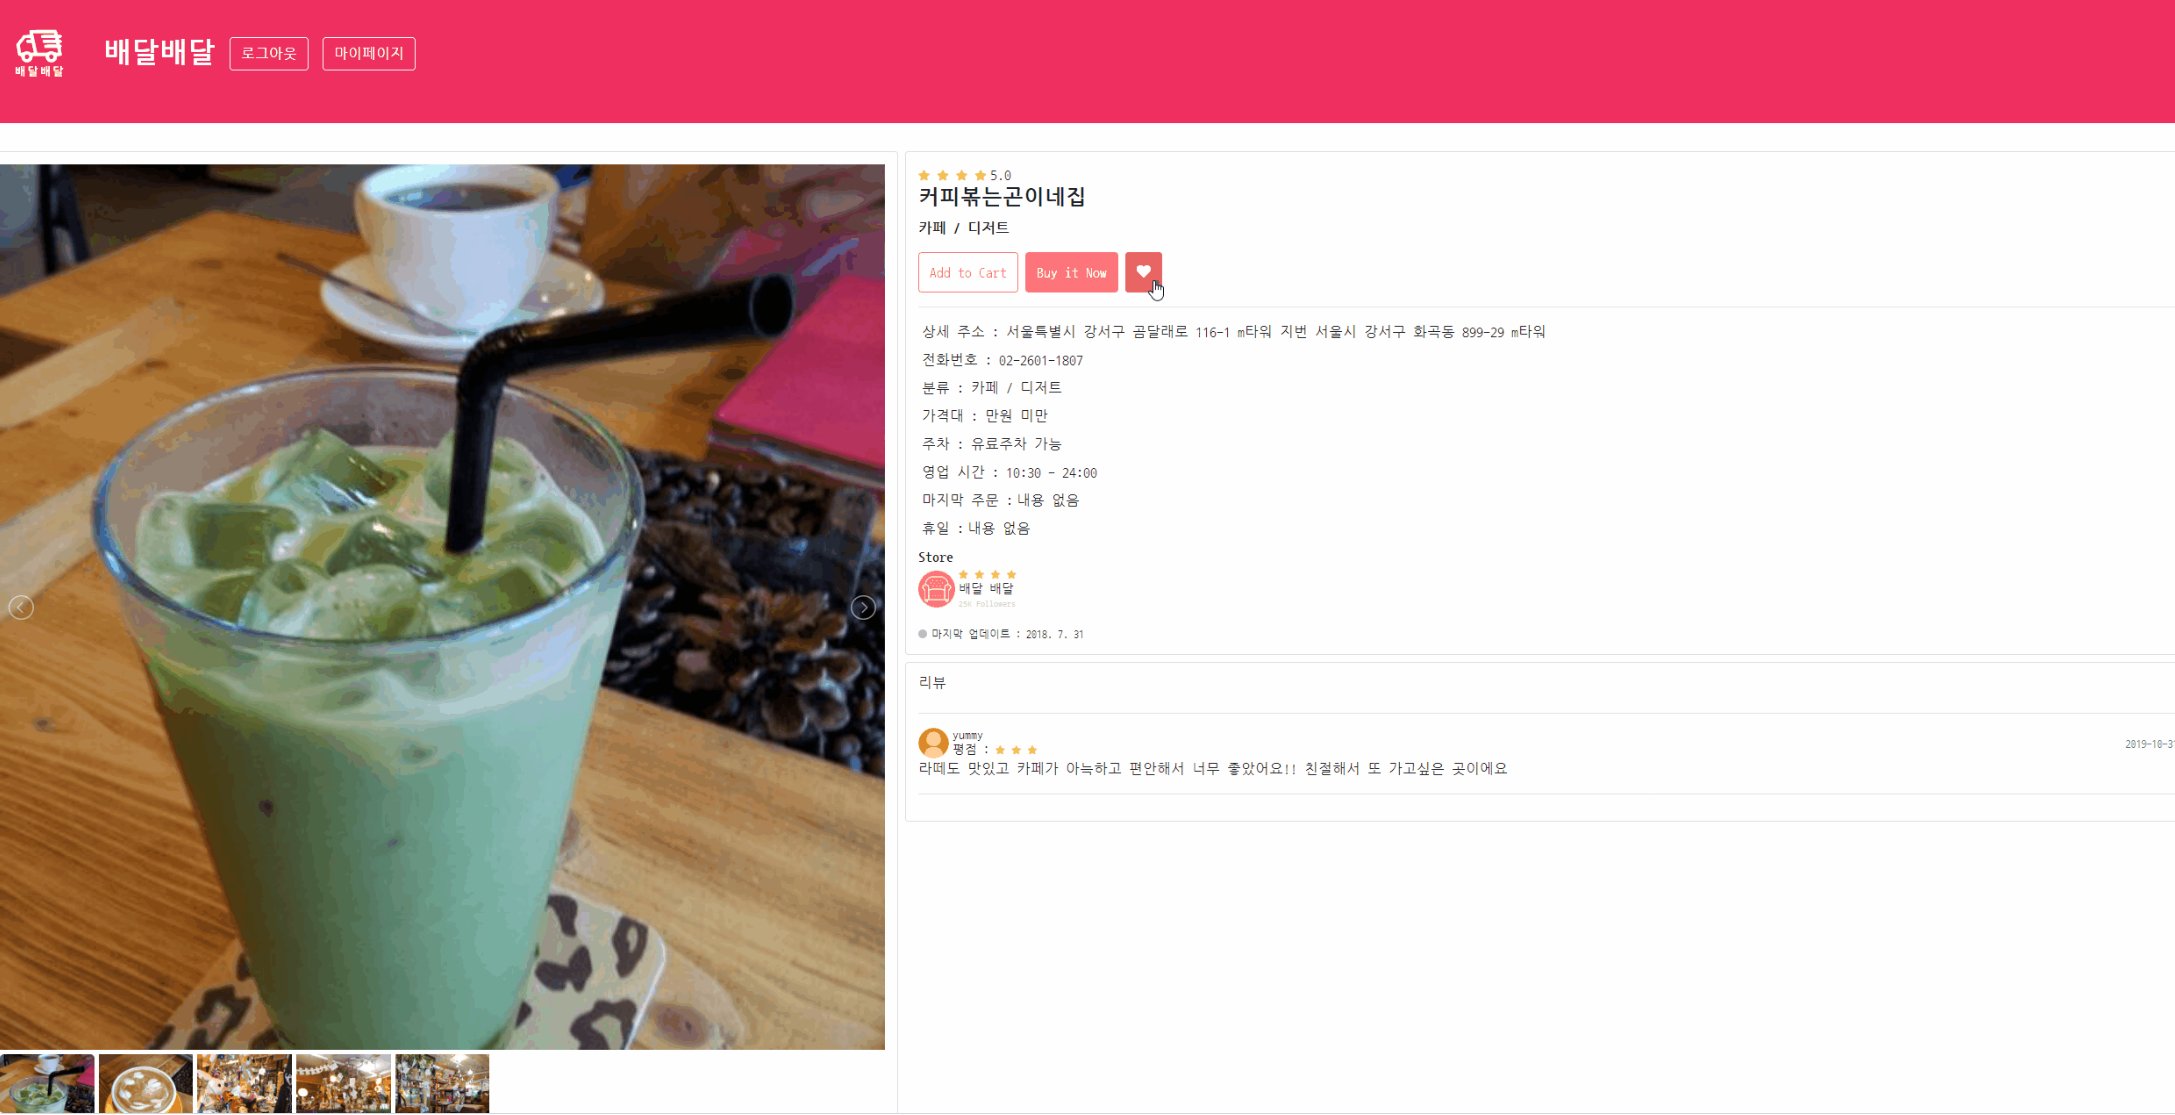 배달배달
배달배달
로그아웃
마이페이지
5.0
커피볶는곤이네집
카페 / 디저트
Add to Cart
Buy it Now
상세 주소 : 서울특별시 강서구 곰달래로 116-1 m타워 지번 서울시 강서구 화곡동 899-29 m타워
전화번호 : 02-2601-1807
분류 : 카페 / 디저트
가격대 : 만원 미만
주차 : 유료주차 가능
영업 시간 : 10:30 - 24:00
마지막 주문 : 내용 없음
휴일 : 내용 없음
Store
배달 배달
25K Followers
마지막 업데이트 : 2018. 7. 31
리뷰
yummy
평점 :
2019-10-31
라떼도 맛있고 카페가 아늑하고 편안해서 너무 좋았어요!! 친절해서 또 가고싶은 곳이에요